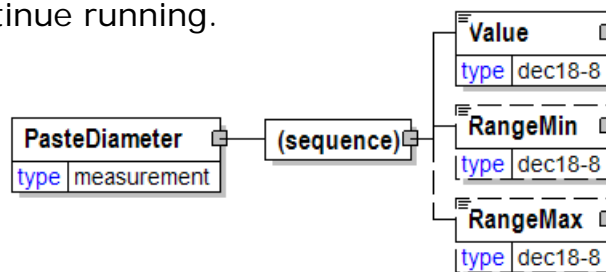 tinue running.
Value
type dec18-8
RangeMin
type dec18-8
PasteDiameter
type measurement
(sequence)
RangeMax
type dec18-8